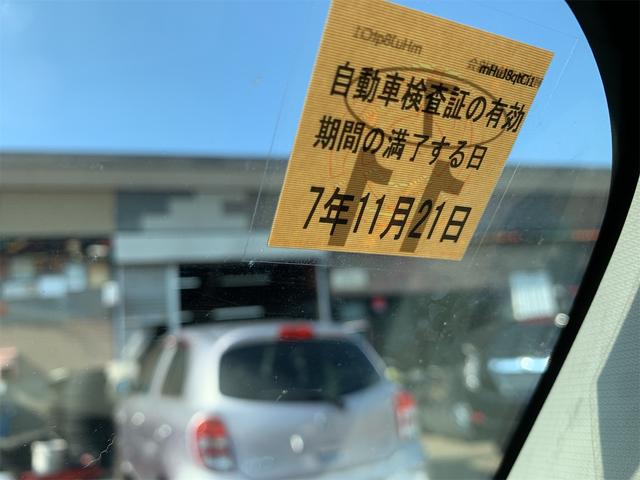 1Ctp8luHm
自動車検査証の有効
期間の満了する日
7年11月21日